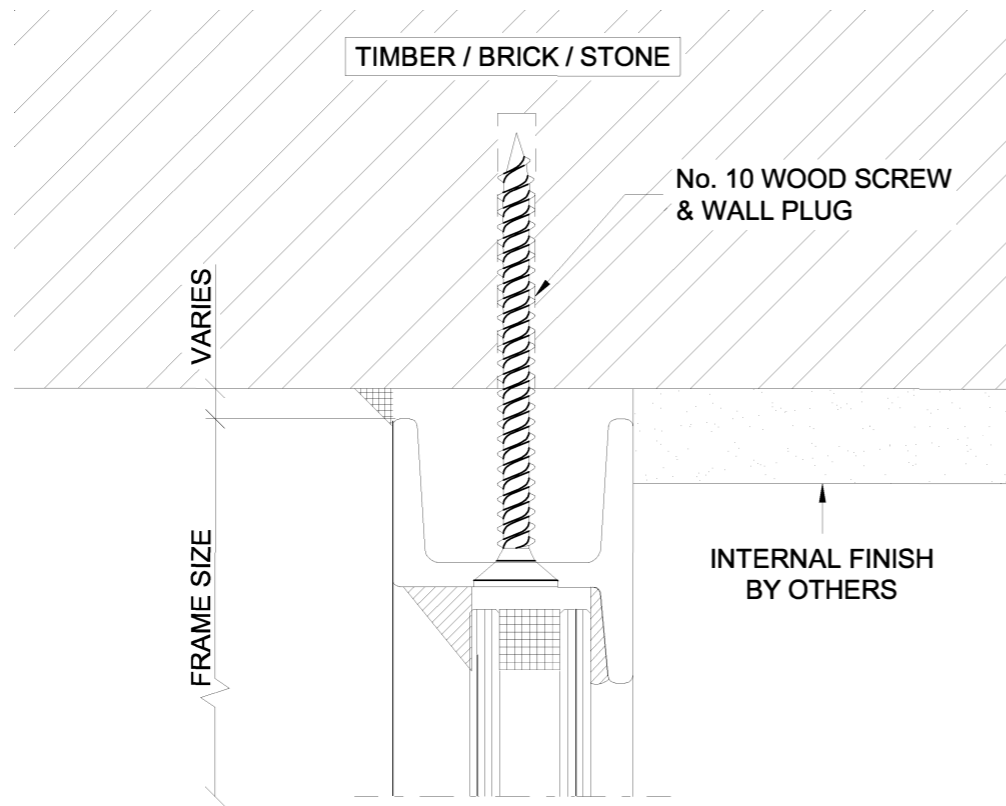 TIMBER / BRICK / STONE
No. 10 WOOD SCREW
& WALL PLUG
VARIES
FRAME SIZE
INTERNAL FINISH
BY OTHERS